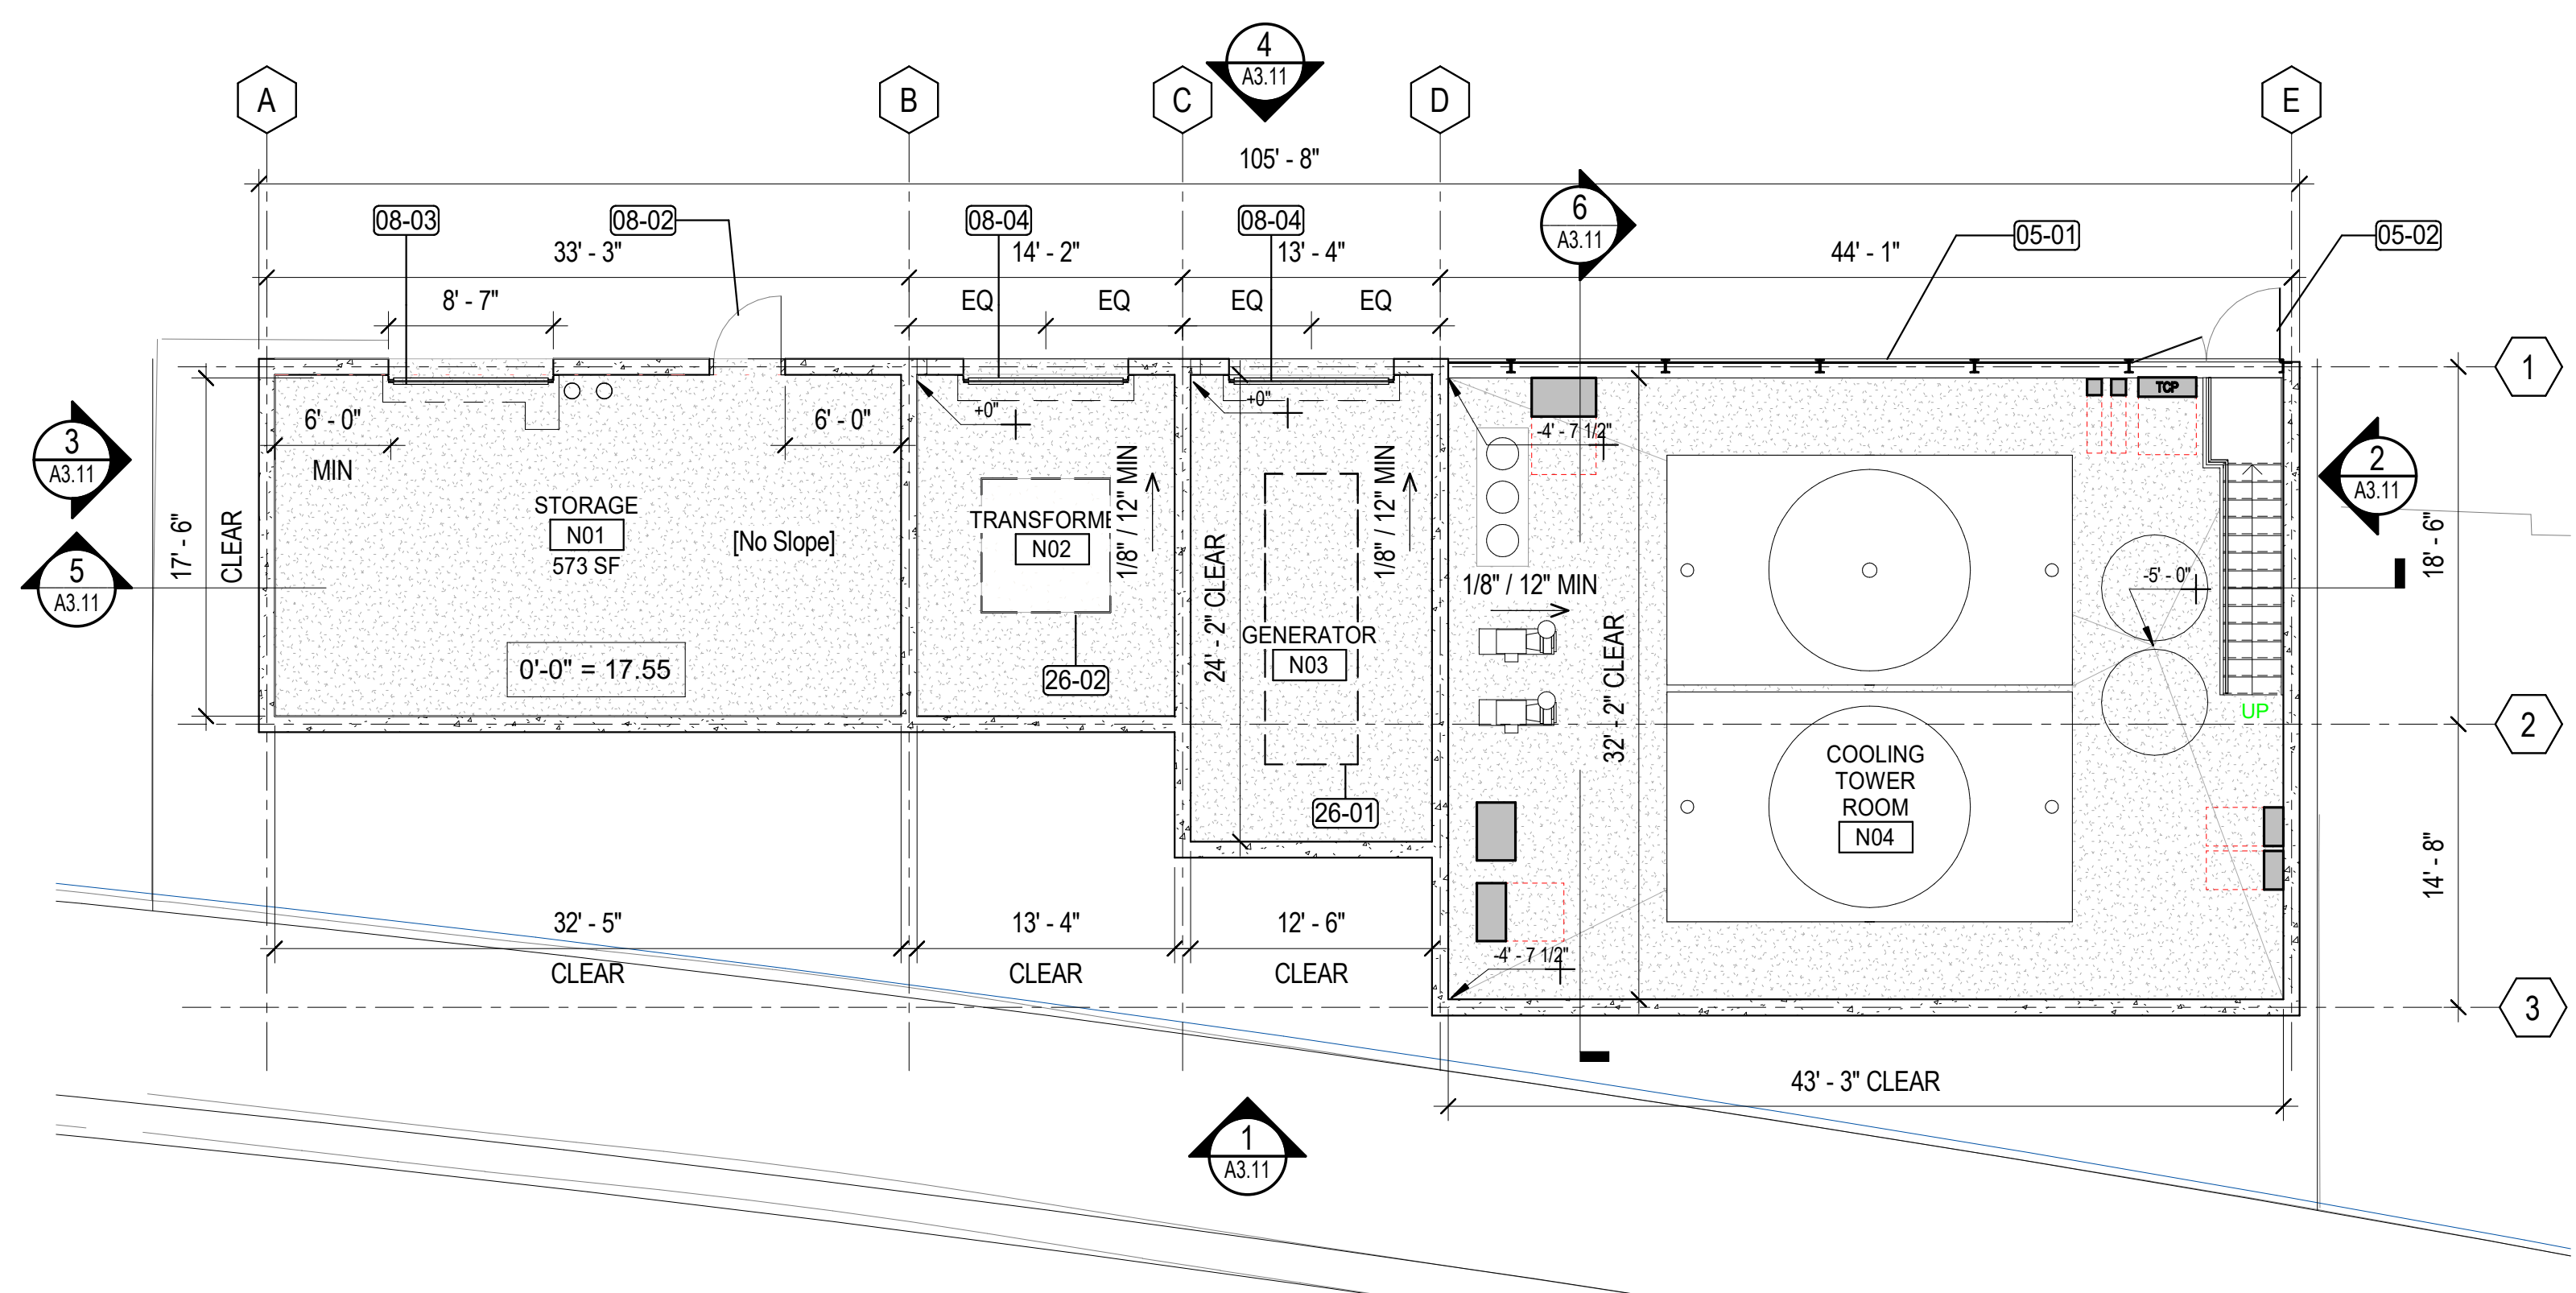 4
A3.11
A
B
C
D
E
105' - 8"
08-03
08-02
08-04
08-04
6
A3.11
05-01
05-02
33' - 3"
14' - 2"
13' - 4"
44' - 1"
8' - 7"
EQ
EQ
EQ
EQ
1
TCP
6' - 0"
MIN
6' - 0"
+0"
+0"
-4' - 7 1/2"
3
A3.11
2
A3.11
17' - 6"
CLEAR
STORAGE
N01
573 SF
[No Slope]
TRANSFORME
N02
1/8" / 12" MIN
24' - 2" CLEAR
1/8" / 12" MIN
1/8" / 12" MIN
-5' - 0"
18' - 6"
5
A3.11
GENERATOR
N03
32' - 2" CLEAR
0'-0" = 17.55
26-02
UP
2
COOLING
TOWER
ROOM
N04
26-01
14' - 8"
32' - 5"
CLEAR
13' - 4"
CLEAR
12' - 6"
CLEAR
-4' - 7 1/2"
3
43' - 3" CLEAR
1
A3.11